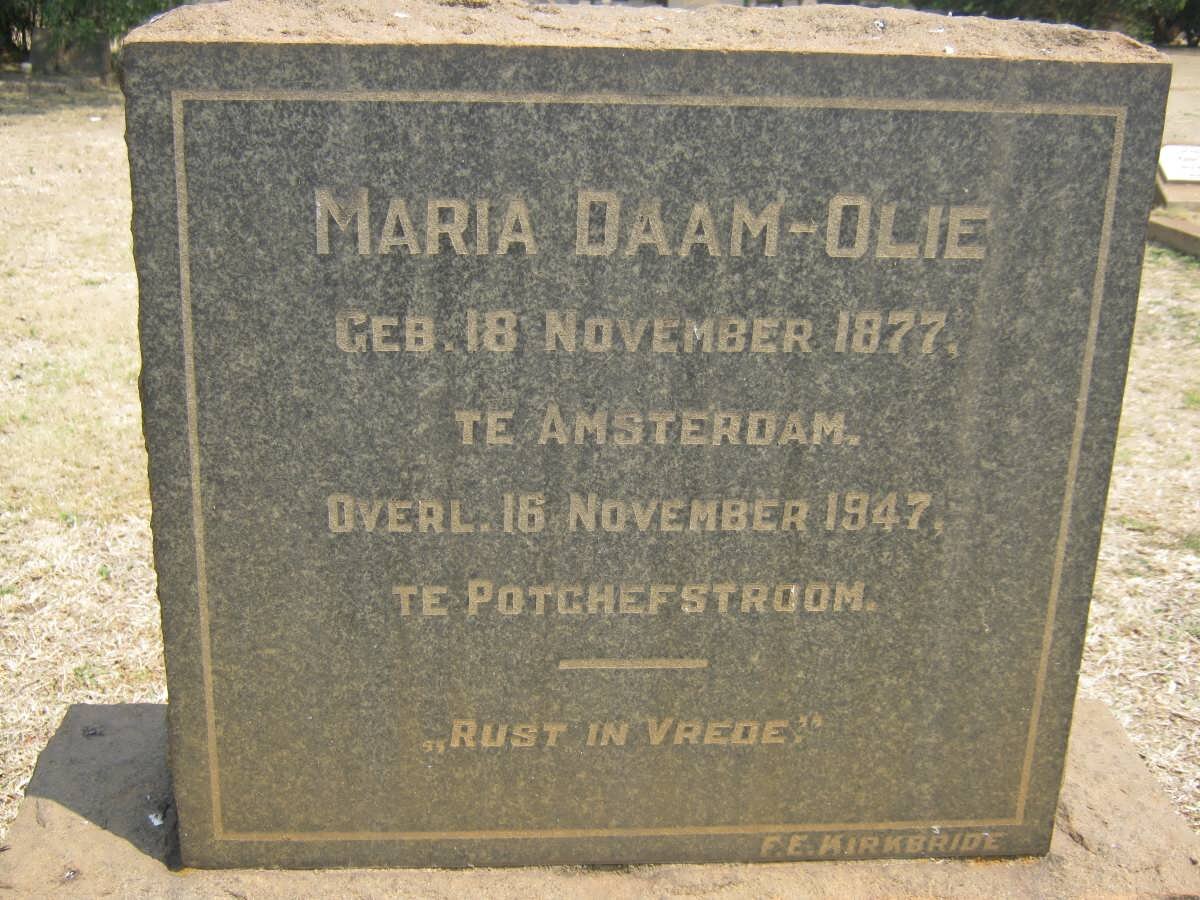 MARIA DAAM-OLIE
GEB. 18 NOVEMBER 1877,
TE AMSTERDAM.
OVERL. 16 NOVEMBER 1947,
TE POTCHEFSTROOM.
„RUST IN VREDE."
F.E. KIRKBRIDE